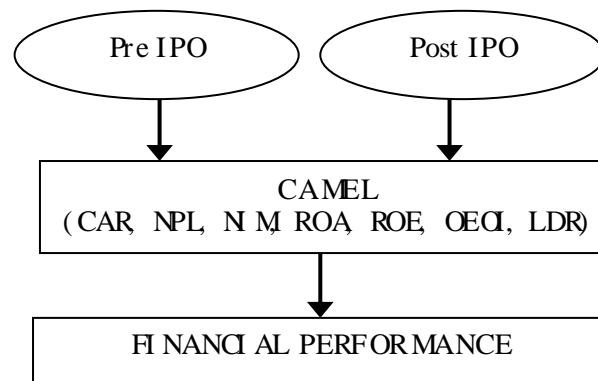 Pre IPO
Post IPO
CAMEL
(CAR, NPL, NIM, ROA, ROE, OEOI, LDR)
FINANCIAL PERFORMANCE